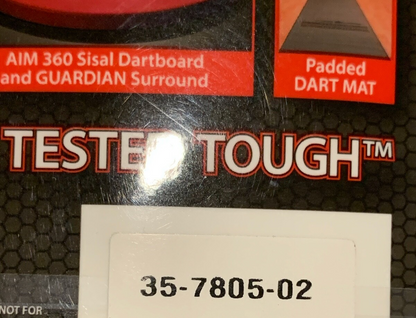 AIM 360 Sisal Dartboard
and GUARDIAN Surround
Padded
DART MAT
TESTED TOUGH™
35-7805-02
NOT FOR